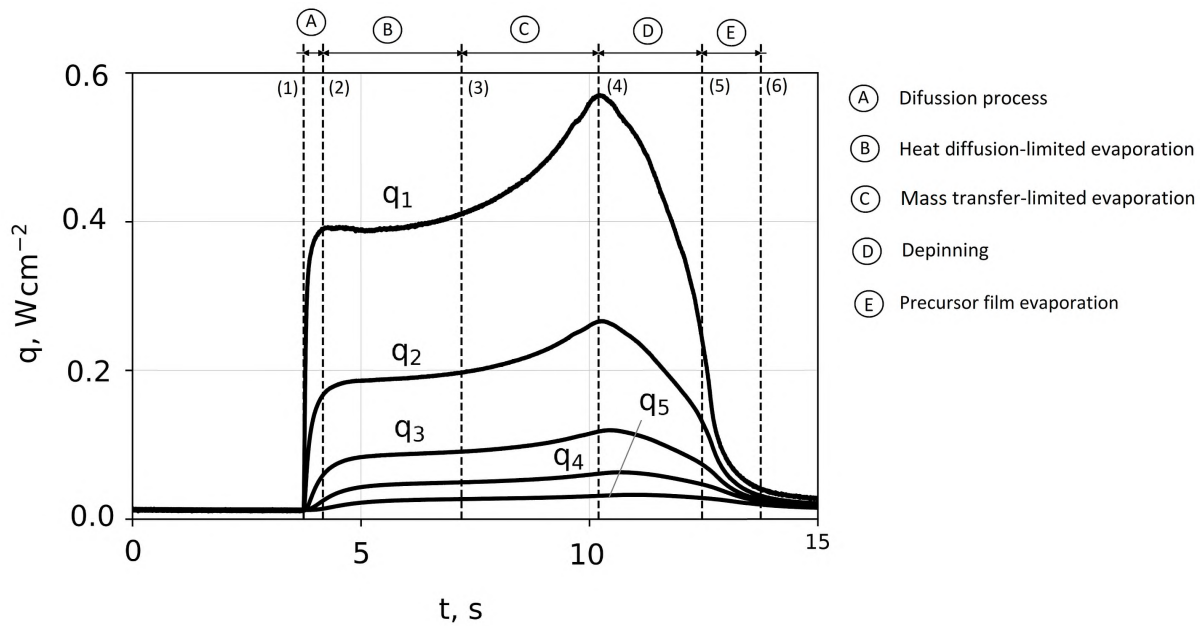 A B C D E
0.6
(1) (2) (3) (4) (5) (6)
A Difussion process
B Heat diffusion-limited evaporation
C Mass transfer-limited evaporation
D Depinning
E Precursor film evaporation
q₁
0.4
q, Wcm⁻²
q₂
0.2
q₅
q₃
q₄
0.0
0 5 10 15
t, s